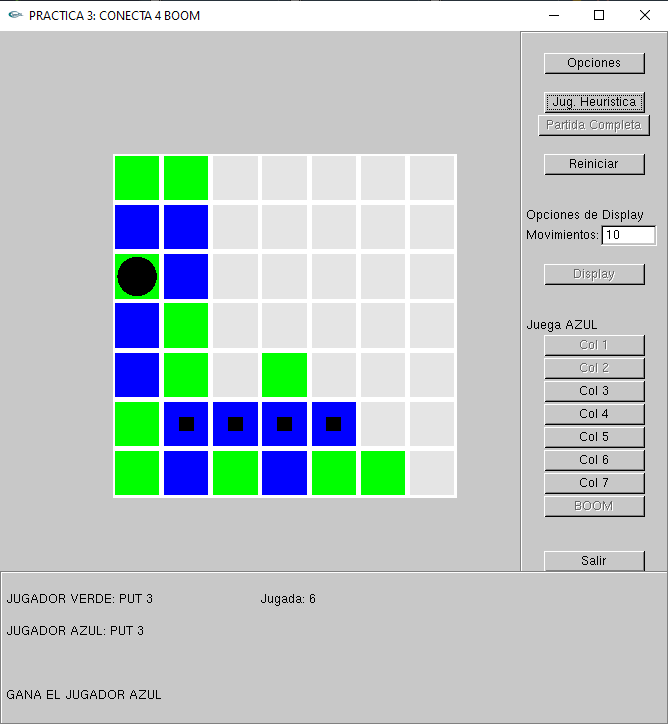 PRACTICA 3: CONECTA 4 BOOM
Opciones
Jug. Heuristica
Partida Completa
Reiniciar
Opciones de Display
Movimientos: 10
Display
Juega AZUL
Col 1
Col 2
Col 3
Col 4
Col 5
Col 6
Col 7
BOOM
Salir
JUGADOR VERDE: PUT 3 Jugada: 6
JUGADOR AZUL: PUT 3
GANA EL JUGADOR AZUL